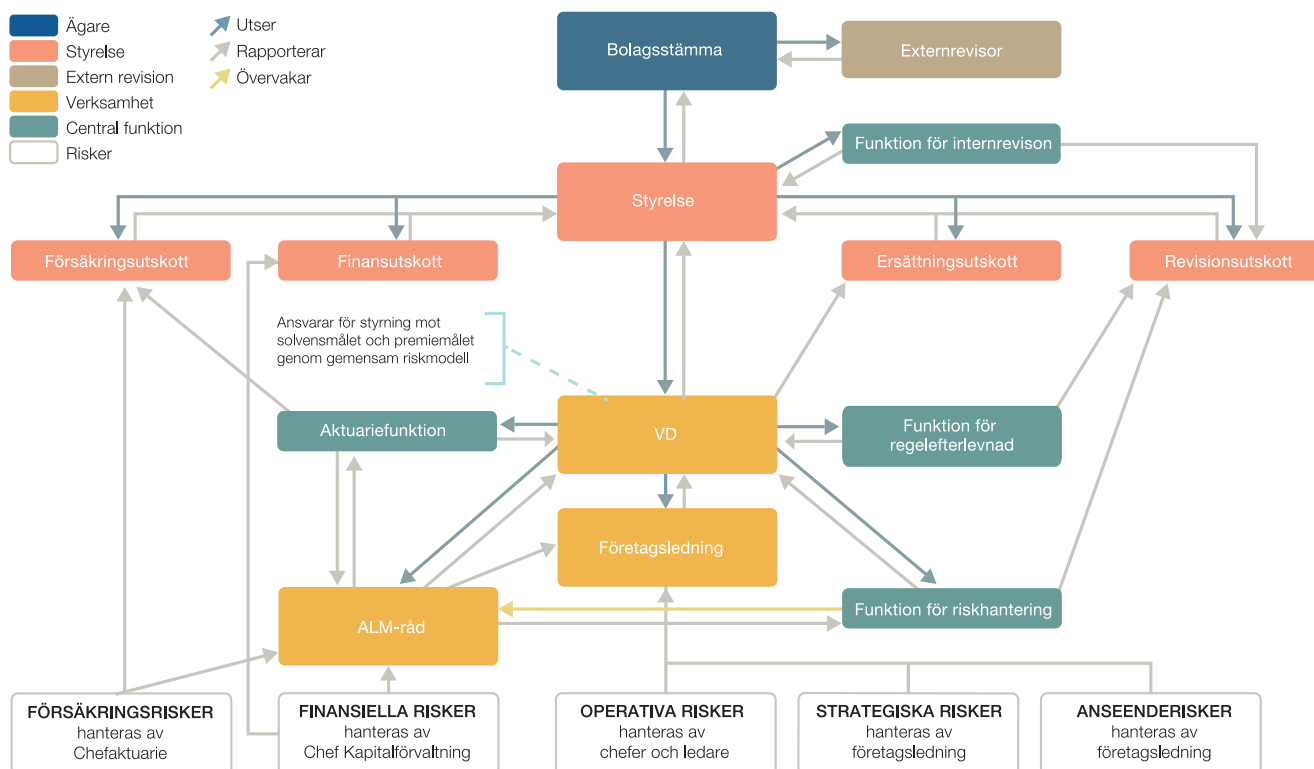 Ägare
Styrelse
Extern revision
Verksamhet
Central funktion
Risker
Utser
Rapporterar
Övervakar
Bolagsstämma
Externrevisor
Funktion för internrevison
Styrelse
Försäkringsutskott
Finansutskott
Ersättningsutskott
Revisionsutskott
Ansvarar för styrning mot
solvensmålet och premiemålet
genom gemensam riskmodell
Aktuariefunktion
VD
Funktion för
regelefterlevnad
Företagsledning
ALM-råd
Funktion för riskhantering
FÖRSÄKRINGSRISKER
hanteras av
Chefaktuarie
FINANSIELLA RISKER
hanteras av
Chef Kapitalförvaltning
OPERATIVA RISKER
hanteras av
chefer och ledare
STRATEGISKA RISKER
hanteras av
företagsledning
ANSEENDERISKER
hanteras av
företagsledning